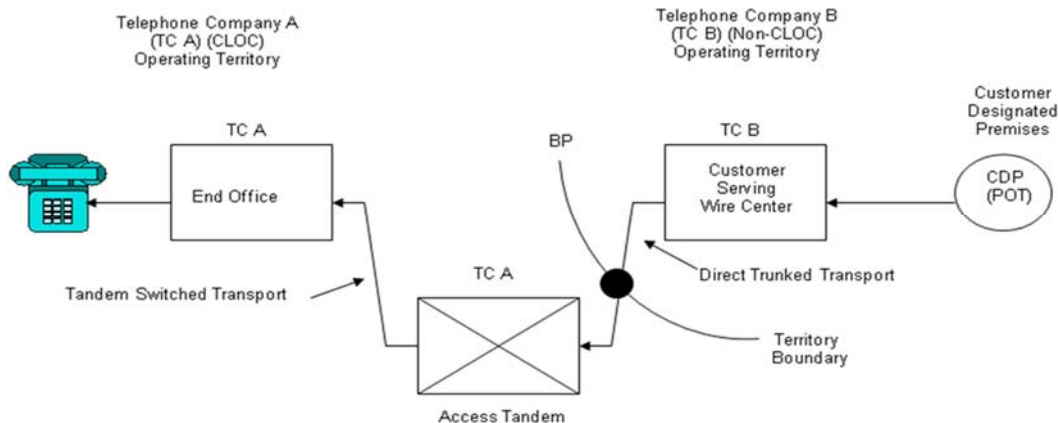 Telephone Company A
(TC A) (CLOC)
Operating Territory
Telephone Company B
(TC B) (Non-CLOC)
Operating Territory
Customer
Designated
Premises
TC A
End Office
BP
TC B
Customer
Serving
Wire Center
CDP
(POT)
Tandem Switched Transport
TC A
Direct Trunked Transport
Territory
Boundary
Access Tandem